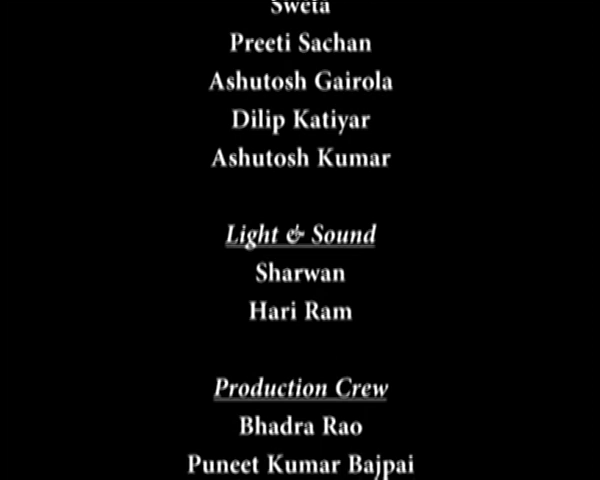 Sweta
Preeti Sachan
Ashutosh Gairola
Dilip Katiyar
Ashutosh Kumar
Light & Sound
Sharwan
Hari Ram
Production Crew
Bhadra Rao
Puneet Kumar Bajpai